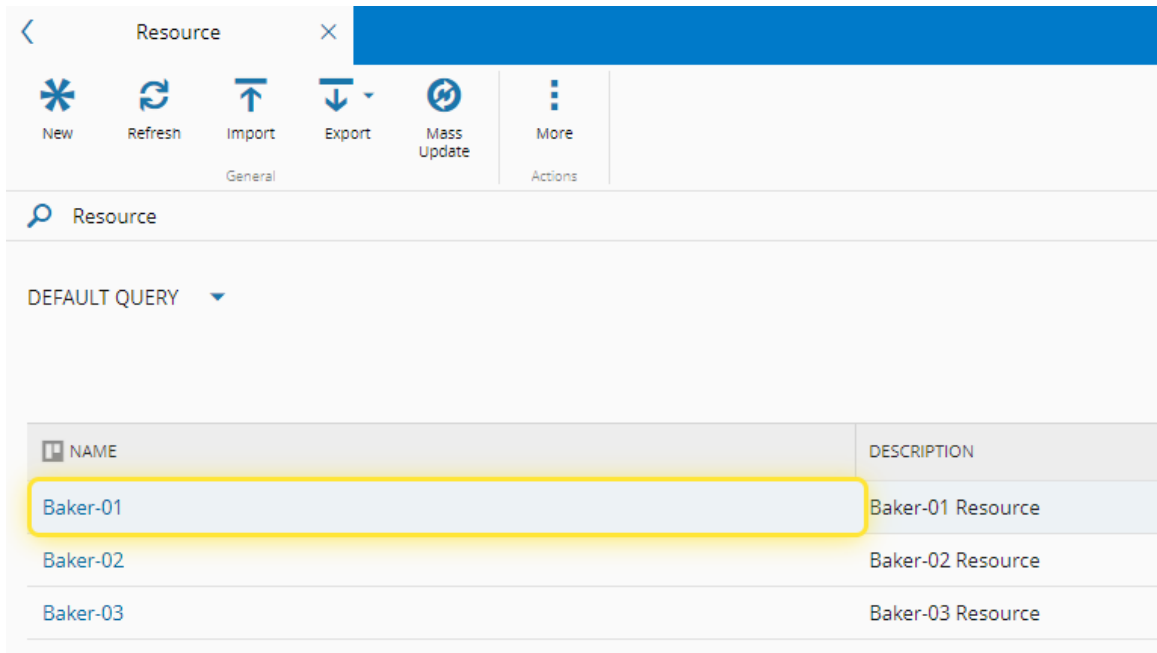 Resource
New Refresh Import Export Mass Update More
General Actions
Resource
DEFAULT QUERY
NAME DESCRIPTION
Baker-01 Baker-01 Resource
Baker-02 Baker-02 Resource
Baker-03 Baker-03 Resource